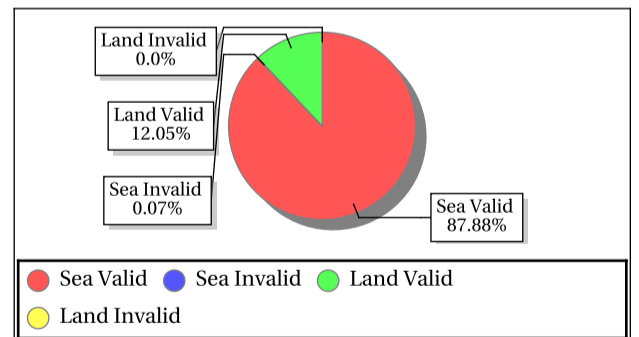 Land Invalid
0.0%
Land Valid
12.05%
Sea Invalid
0.07%
Sea Valid
87.88%
Sea Valid Sea Invalid Land Valid
Land Invalid